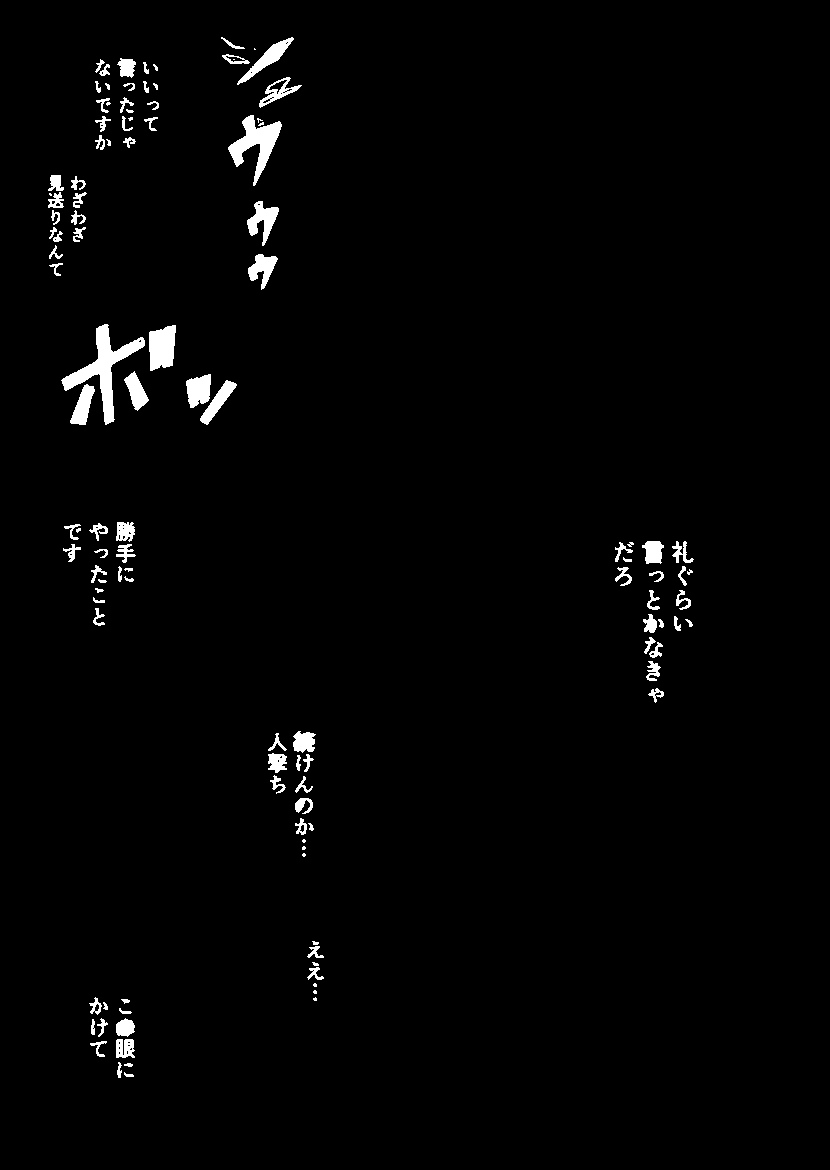 シュウゥゥ
いいって
言ったじゃ
ないですか
わざわざ
見送りなんて
ボッ
礼ぐらい
言っとかなきゃ
だろ
勝手に
やったこと
です
続けんのか…
人撃ち
ええ…
この眼に
かけて